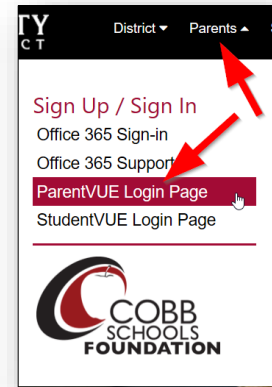 TY
CT
District
Parents
Sign Up / Sign In
Office 365 Sign-in
Office 365 Support
ParentVUE Login Page
StudentVUE Login Page
COBB
SCHOOLS
FOUNDATION